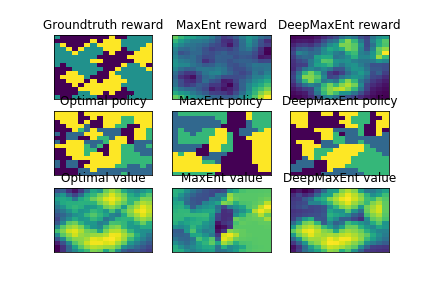 Groundtruth reward
MaxEnt reward
DeepMaxEnt reward
Optimal policy
MaxEnt policy
DeepMaxEnt policy
Optimal value
MaxEnt value
DeepMaxEnt value